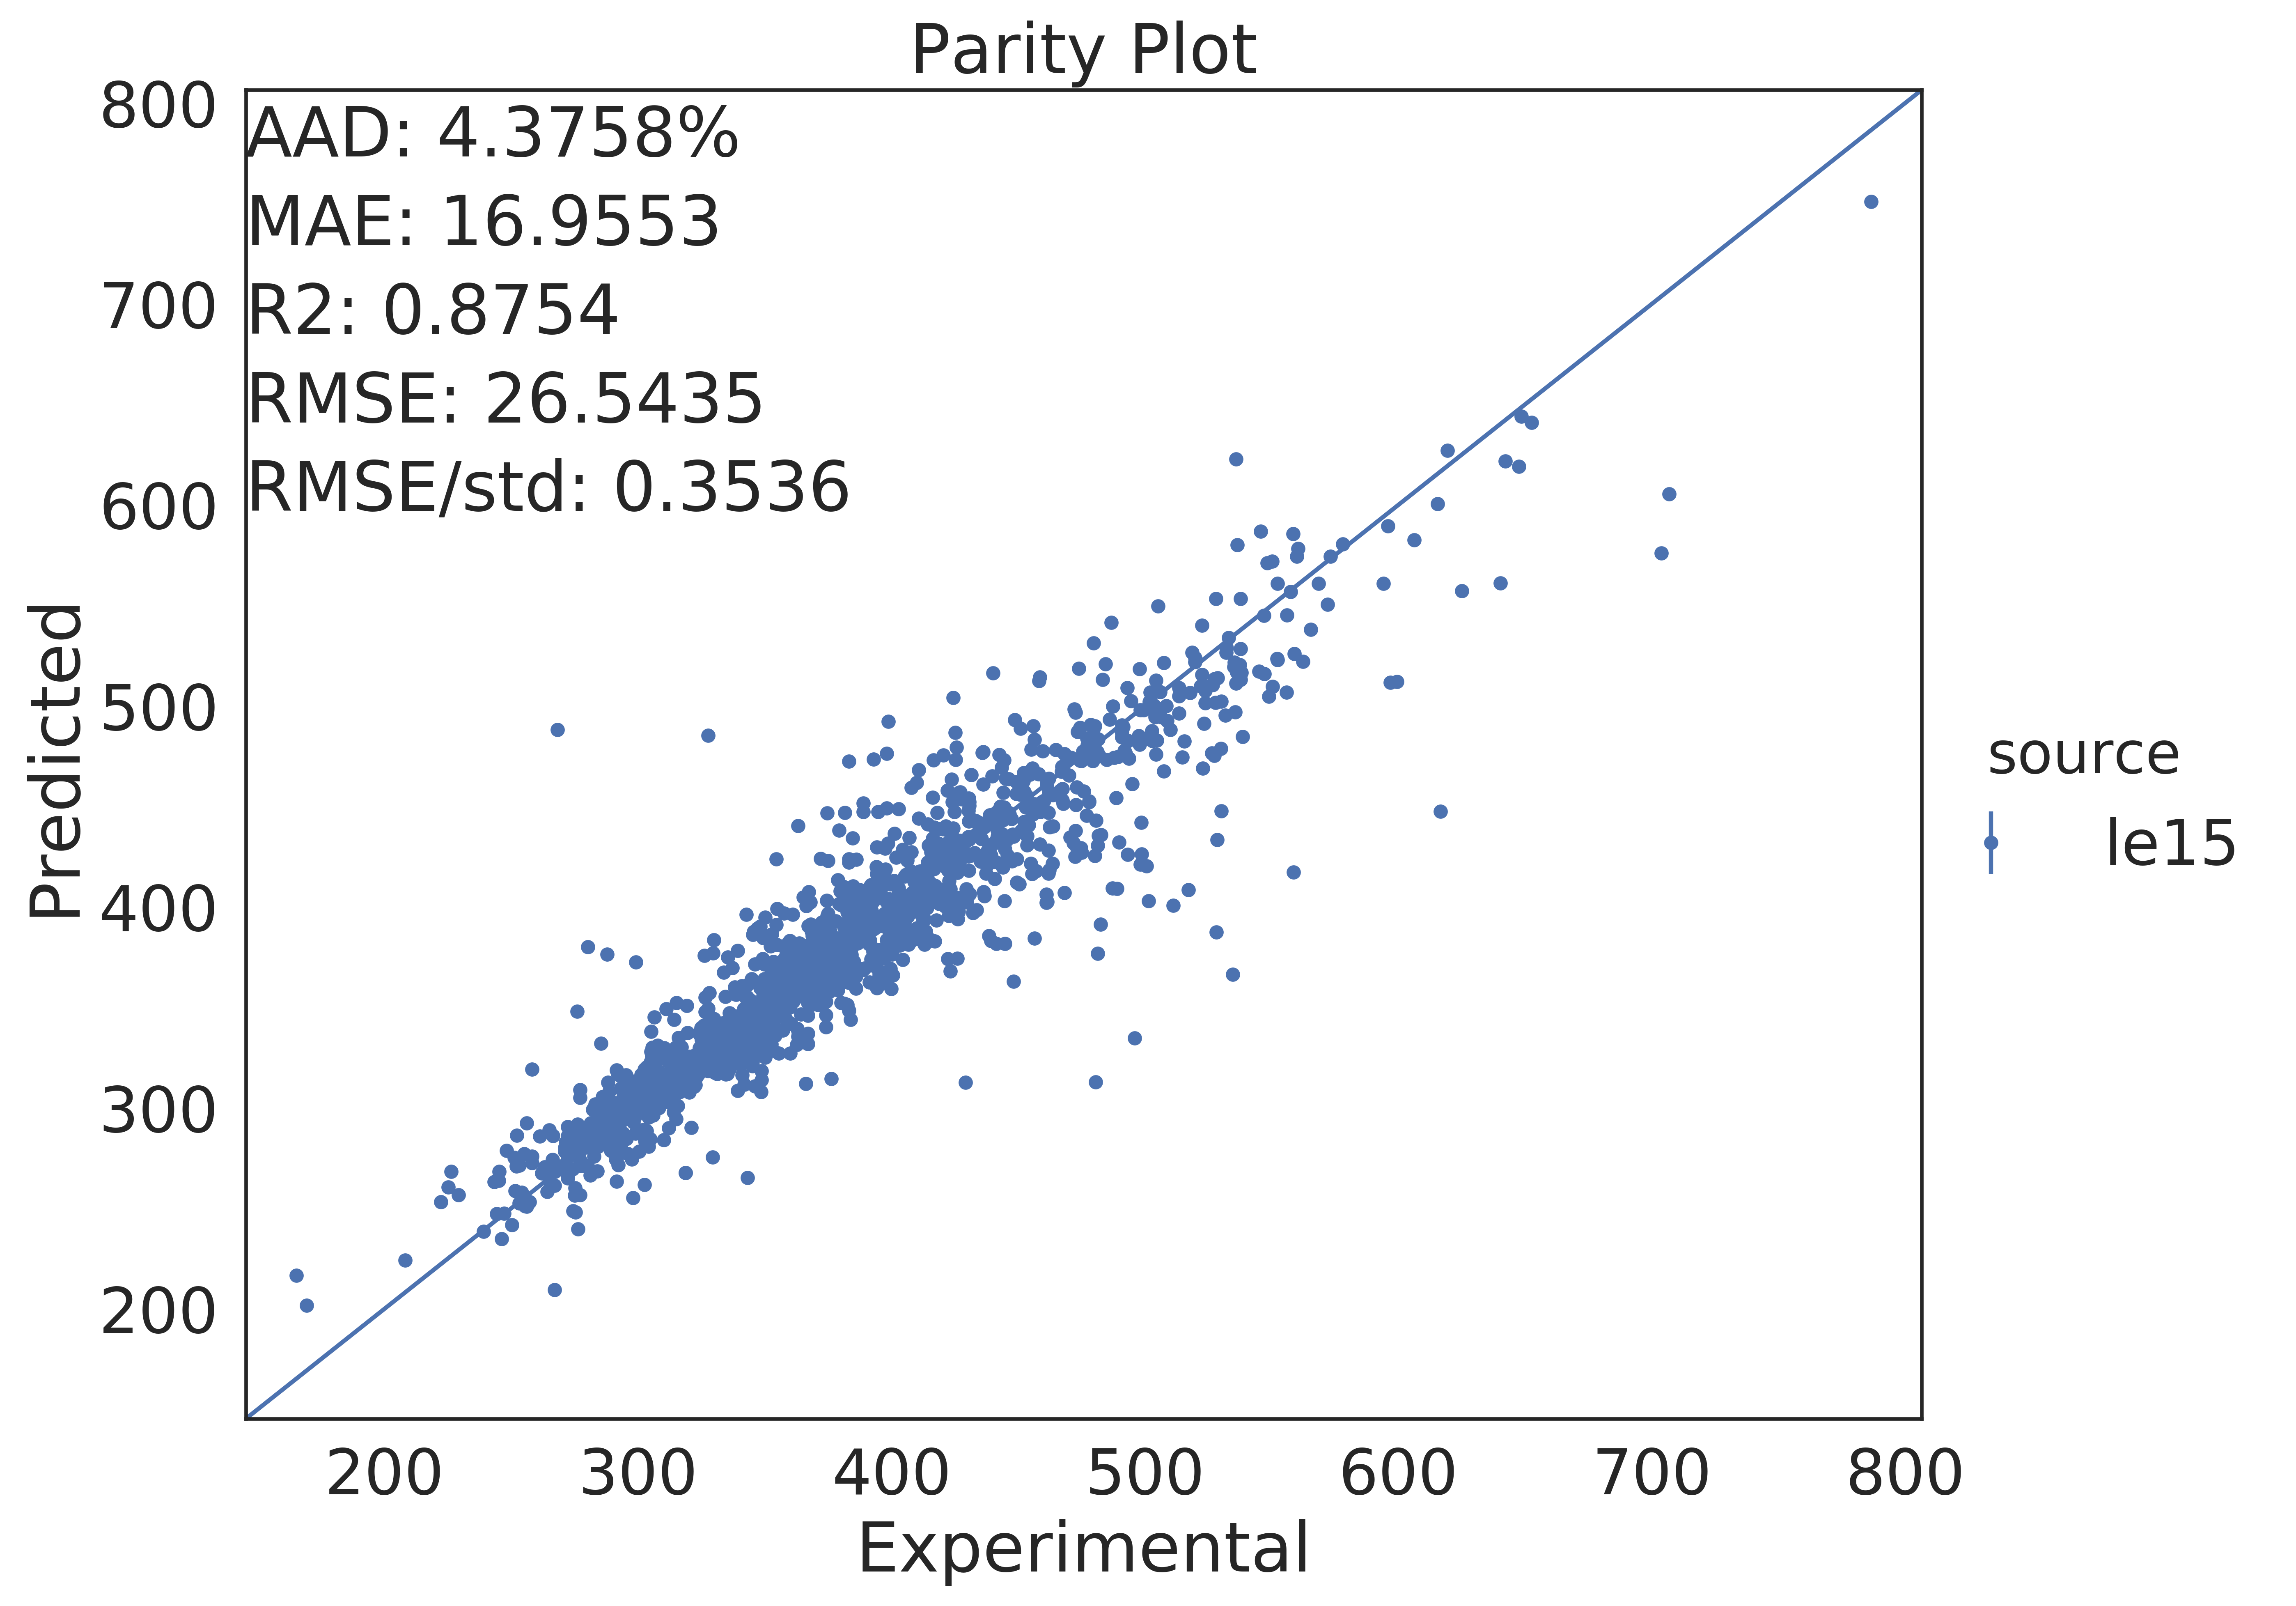 Parity Plot
AAD: 4.3758%
MAE: 16.9553
R2: 0.8754
RMSE: 26.5435
RMSE/std: 0.3536
800
700
600
500
400
300
200
Predicted
200 300 400 500 600 700 800
Experimental
source
le15